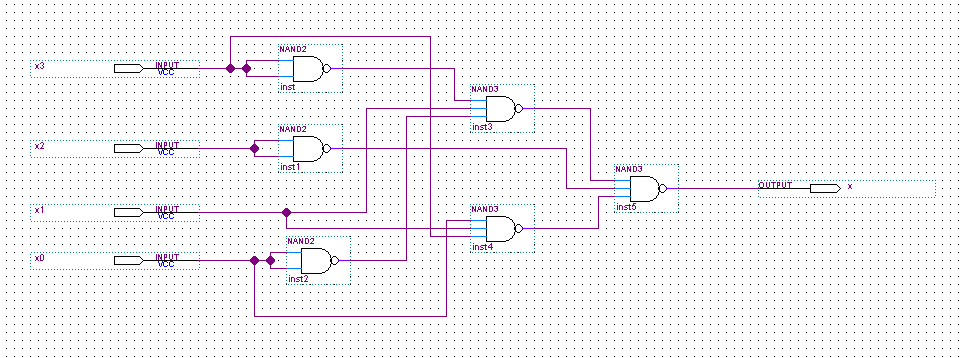 NAND2
x3
INPUT
VCC
inst
NAND3
inst3
NAND2
x2
INPUT
VCC
inst1
NAND3
inst5
OUTPUT
x
x1
INPUT
VCC
NAND3
inst4
NAND2
x0
INPUT
VCC
inst2